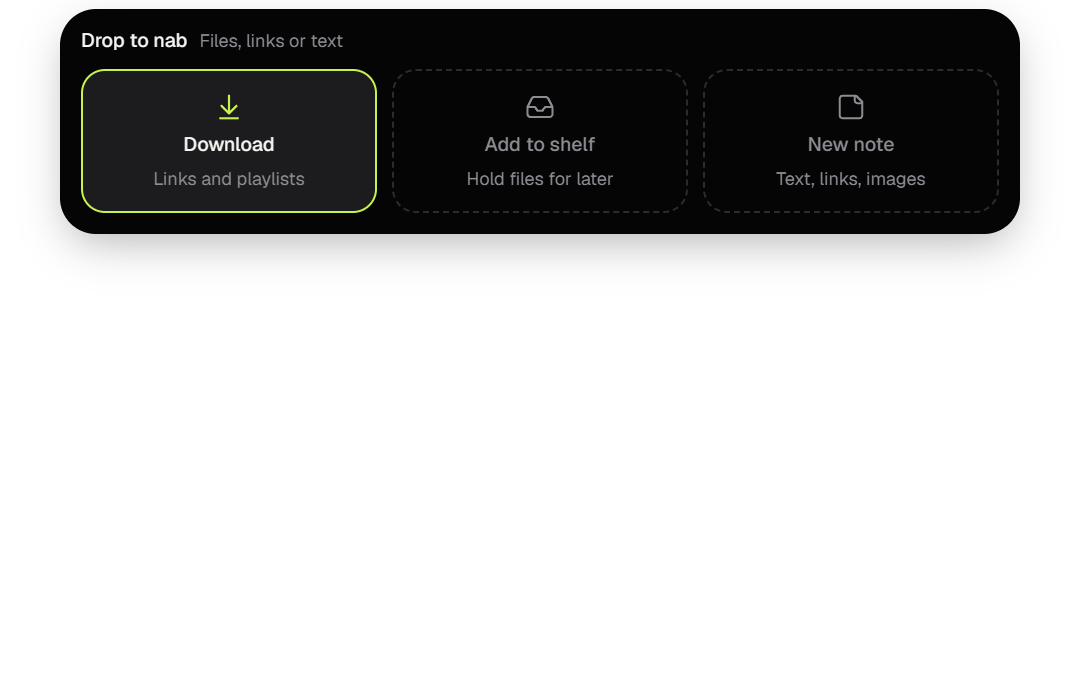 Drop to nab Files, links or text
Download
Links and playlists
Add to shelf
Hold files for later
New note
Text, links, images